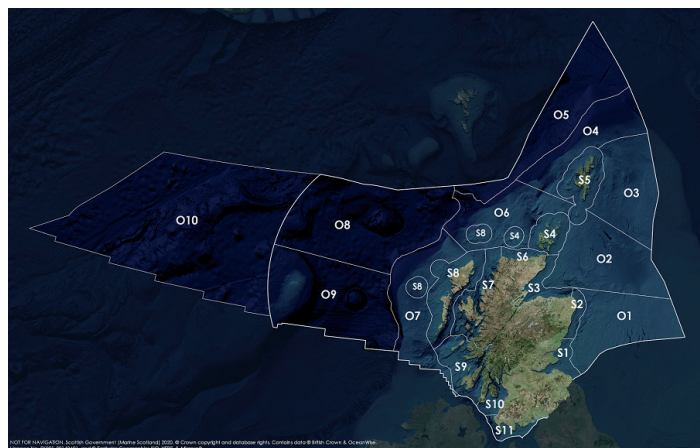 O5
O4
S5
O3
O10
O8
O6
S8
S4
S4
O2
S6
S8
S7
S8
S3
O9
S2
O7
O1
S1
S9
S10
S11
NOT FOR NAVIGATION. Scottish Government (Marine Scotland) 2020. © Crown copyright and database rights. Contains data © British Crown & OceanWise.